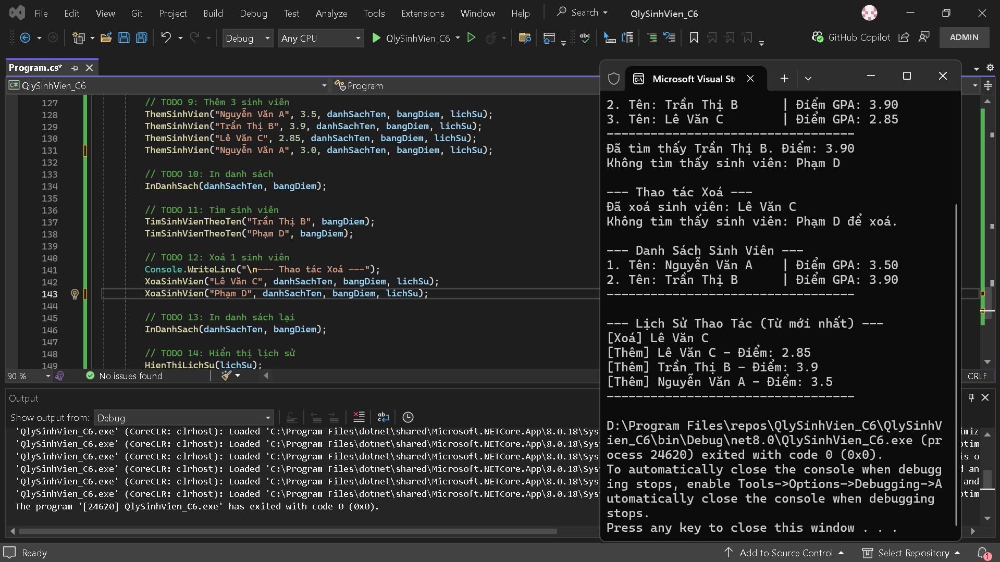 File Edit View Git Project Build Debug Test Analyze Tools Extensions Window Help Search QlySinhVien_C6
Debug Any CPU QlySinhVien_C6 GitHub Copilot ADMIN
Program.cs*
QlySinhVien_C6 Program
127 // TODO 9: Thêm 3 sinh viên
128 ThemSinhVien("Nguyễn Văn A", 3.5, danhSachTen, bangDiem, lichSu);
129 ThemSinhVien("Trần Thị B", 3.9, danhSachTen, bangDiem, lichSu);
130 ThemSinhVien("Lê Văn C", 2.85, danhSachTen, bangDiem, lichSu);
131 ThemSinhVien("Nguyễn Văn A", 3.0, danhSachTen, bangDiem, lichSu);
132
133 // TODO 10: In danh sách
134 InDanhSach(danhSachTen, bangDiem);
135
136 // TODO 11: Tìm sinh viên
137 TimSinhVienTheoTen("Trần Thị B", bangDiem);
138 TimSinhVienTheoTen("Phạm D", bangDiem);
139
140 // TODO 12: Xoá 1 sinh viên
141 Console.WriteLine("\n--- Thao tác Xoá ---");
142 XoaSinhVien("Lê Văn C", danhSachTen, bangDiem, lichSu);
143 XoaSinhVien("Phạm D", danhSachTen, bangDiem, lichSu);
144
145 // TODO 13: In danh sách lại
146 InDanhSach(danhSachTen, bangDiem);
147
148 // TODO 14: Hiển thị lịch sử
149 HienThiLichSu(lichSu);
90 % No issues found CRLF
Output
Show output from: Debug
'QlySinhVien_C6.exe' (CoreCLR: clrhost): Loaded 'C:\Program Files\dotnet\shared\Microsoft.NETCore.App\8.0.18\Sys
'QlySinhVien_C6.exe' (CoreCLR: clrhost): Loaded 'C:\Program Files\dotnet\shared\Microsoft.NETCore.App\8.0.18\Sys
'QlySinhVien_C6.exe' (CoreCLR: clrhost): Loaded 'C:\Program Files\dotnet\shared\Microsoft.NETCore.App\8.0.18\Sys
'QlySinhVien_C6.exe' (CoreCLR: clrhost): Loaded 'C:\Program Files\dotnet\shared\Microsoft.NETCore.App\8.0.18\Sys
'QlySinhVien_C6.exe' (CoreCLR: clrhost): Loaded 'C:\Program Files\dotnet\shared\Microsoft.NETCore.App\8.0.18\Sys
'QlySinhVien_C6.exe' (CoreCLR: clrhost): Loaded 'C:\Program Files\dotnet\shared\Microsoft.NETCore.App\8.0.18\Sys
The program '[24620] QlySinhVien_C6.exe' has exited with code 0 (0x0).
Microsoft Visual St
2. Tên: Trần Thị B | Điểm GPA: 3.90
3. Tên: Lê Văn C | Điểm GPA: 2.85
----------------------------------
Đã tìm thấy Trần Thị B. Điểm: 3.90
Không tìm thấy sinh viên: Phạm D
--- Thao tác Xoá ---
Đã xoá sinh viên: Lê Văn C
Không tìm thấy sinh viên: Phạm D để xoá.
--- Danh Sách Sinh Viên ---
1. Tên: Nguyễn Văn A | Điểm GPA: 3.50
2. Tên: Trần Thị B | Điểm GPA: 3.90
----------------------------------
--- Lịch Sử Thao Tác (Từ mới nhất) ---
[Xoá] Lê Văn C
[Thêm] Lê Văn C - Điểm: 2.85
[Thêm] Trần Thị B - Điểm: 3.9
[Thêm] Nguyễn Văn A - Điểm: 3.5
----------------------------------
D:\Program Files\repos\QlySinhVien_C6\QlySinhV
ien_C6\bin\Debug\net8.0\QlySinhVien_C6.exe (pr
ocess 24620) exited with code 0 (0x0).
To automatically close the console when debugg
ing stops, enable Tools->Options->Debugging->A
utomatically close the console when debugging
stops.
Press any key to close this window . . .
Ready Add to Source Control Select Repository 1